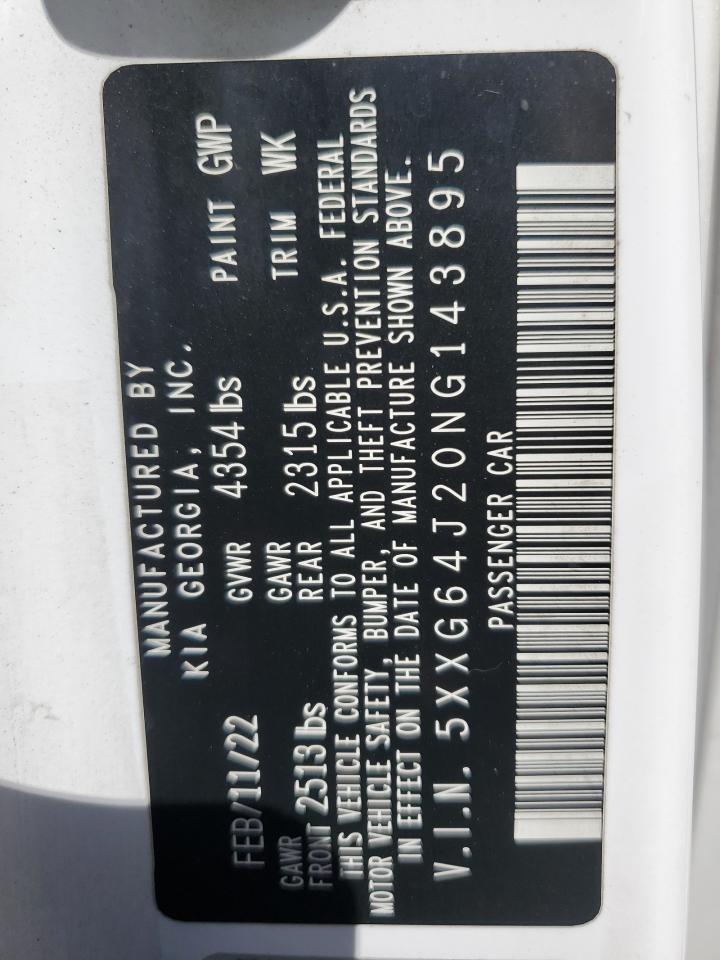 MANUFACTURED BY
KIA GEORGIA, INC.
FEB/11/22 GVWR 4354 lbs PAINT GWP
GAWR FRONT 2513 lbs GAWR REAR 2315 lbs TRIM WK
THIS VEHICLE CONFORMS TO ALL APPLICABLE U.S.A. FEDERAL
MOTOR VEHICLE SAFETY, BUMPER, AND THEFT PREVENTION STANDARDS
IN EFFECT ON THE DATE OF MANUFACTURE SHOWN ABOVE.
V.I.N. 5XXG64J20NG143895
PASSENGER CAR